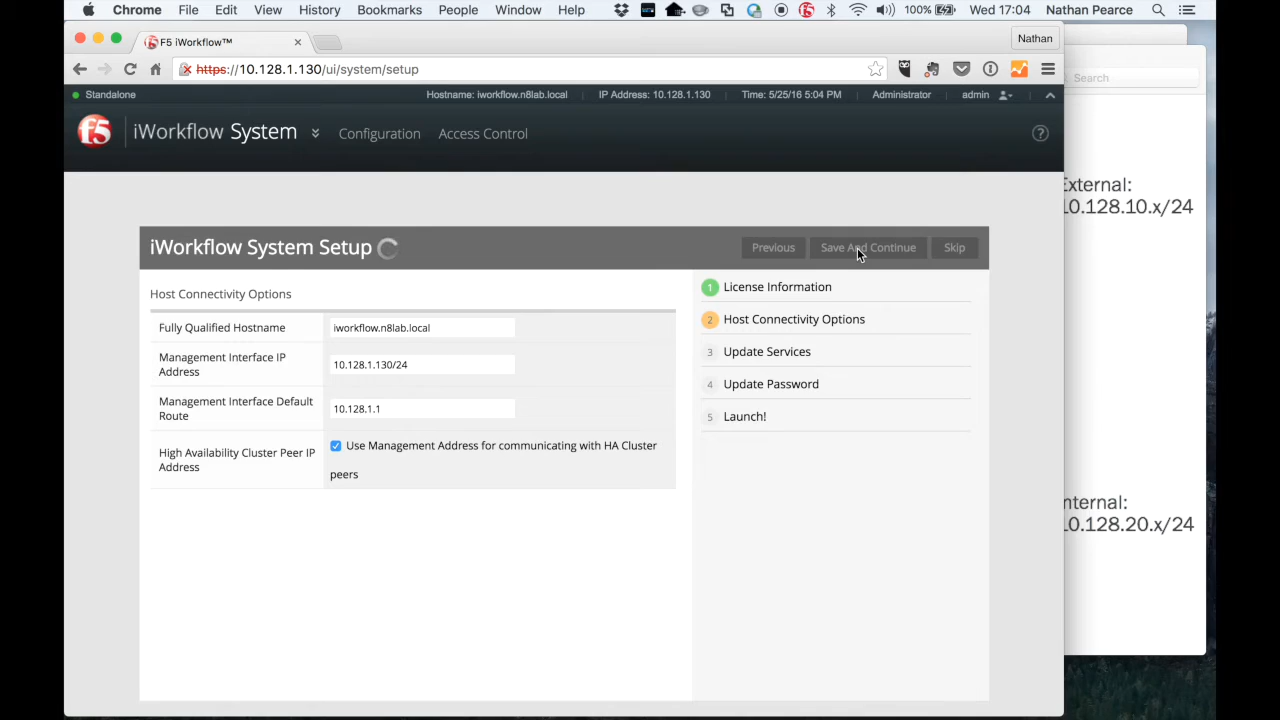 Chrome File Edit View History Bookmarks People Window Help 100% Wed 17:04 Nathan Pearce
F5 iWorkflow™ Nathan
https://10.128.1.130/ui/system/setup
Search
Standalone Hostname: iworkflow.n8lab.local IP Address: 10.128.1.130 Time: 5/25/16 5:04 PM Administrator admin
f5 iWorkflow System Configuration Access Control ?
External:
10.128.10.x/24
iWorkflow System Setup Previous Save And Continue Skip
Host Connectivity Options
Fully Qualified Hostname iworkflow.n8lab.local
Management Interface IP
Address
10.128.1.130/24
Management Interface Default
Route
10.128.1.1
High Availability Cluster Peer IP
Address
Use Management Address for communicating with HA Cluster
peers
1 License Information
2 Host Connectivity Options
3 Update Services
4 Update Password
5 Launch!
nternal:
10.128.20.x/24